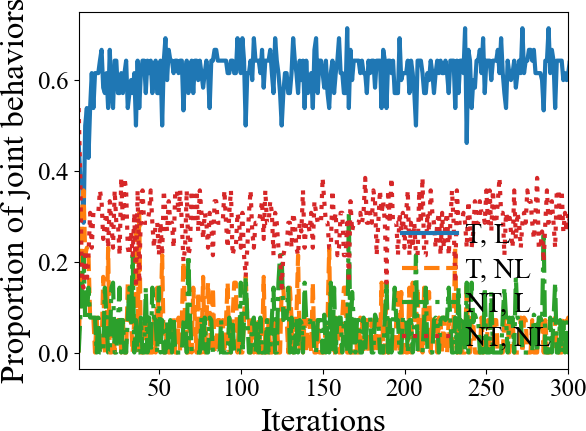 Proportion of joint behaviors
0.6
0.4
0.2
0.0
T, L
T, NL
NT, L
NT, NL
50 100 150 200 250 300
Iterations